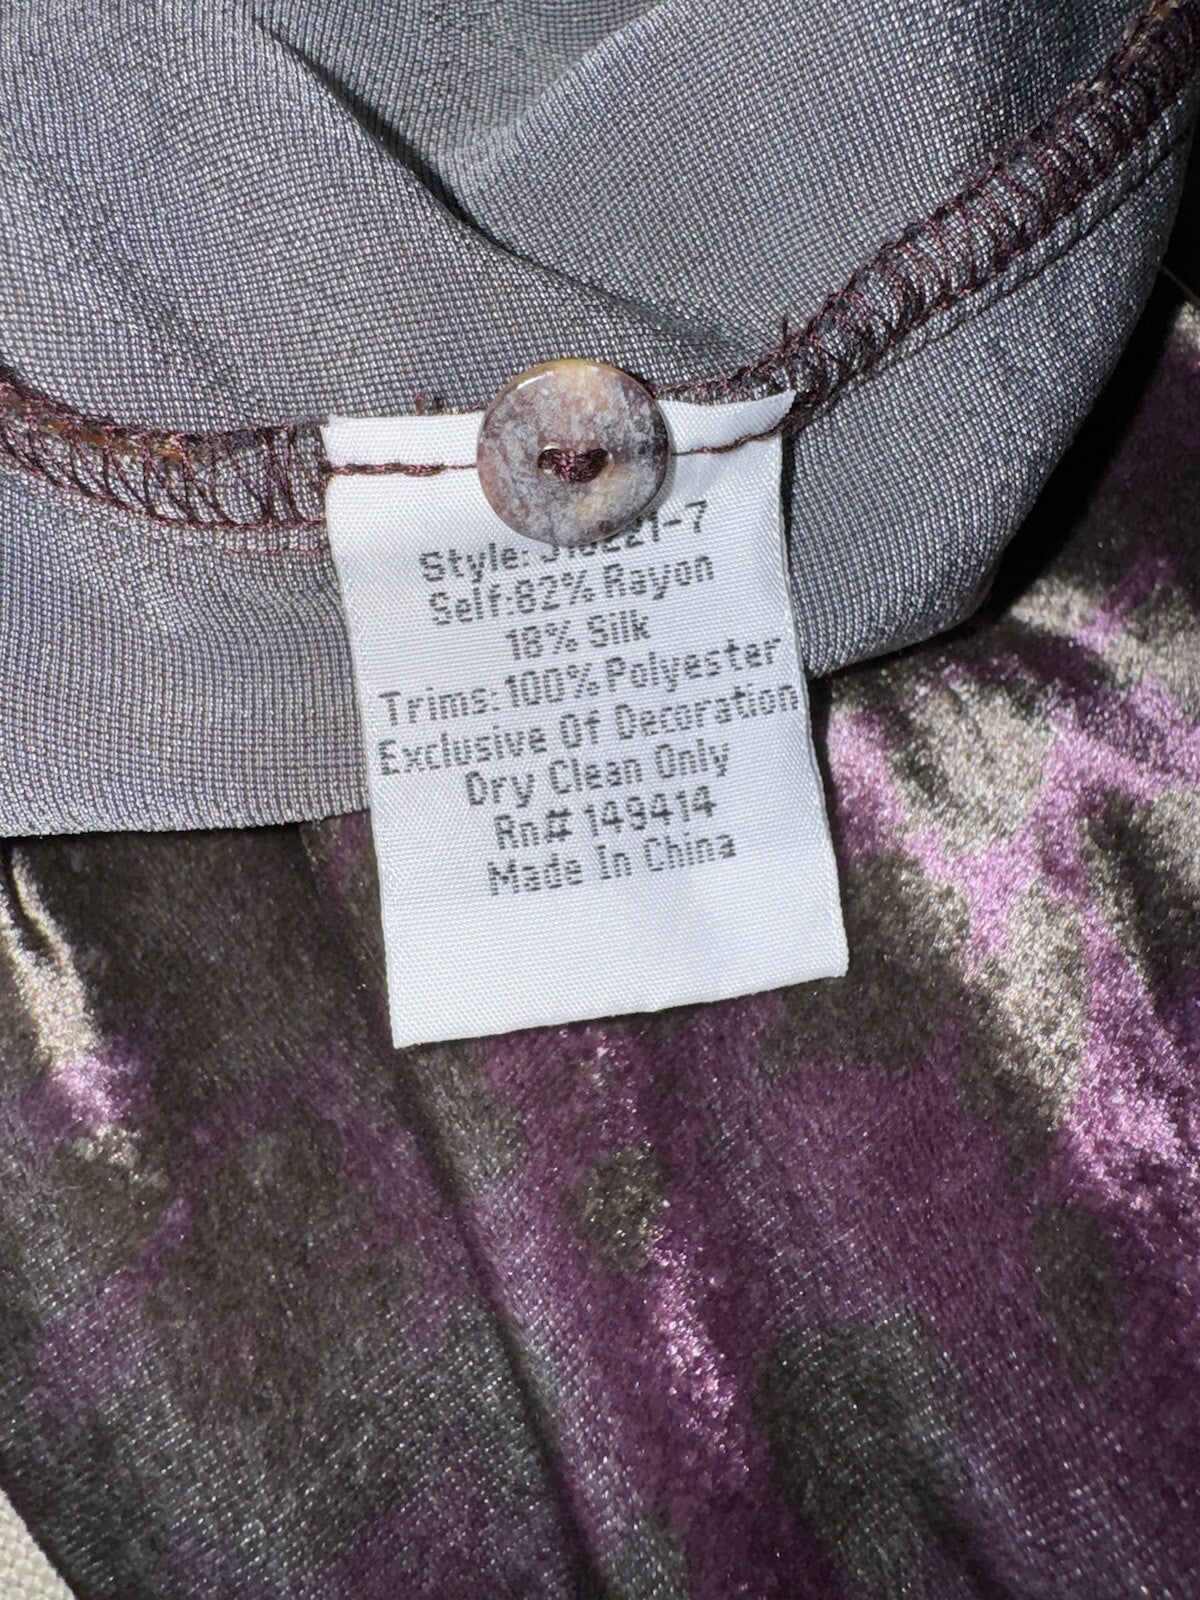 Style:
Self:82% Rayon
18% Silk
Trims:100% Polyester
Exclusive Of Decoration
Dry Clean Only
Rn# 149414
Made In China